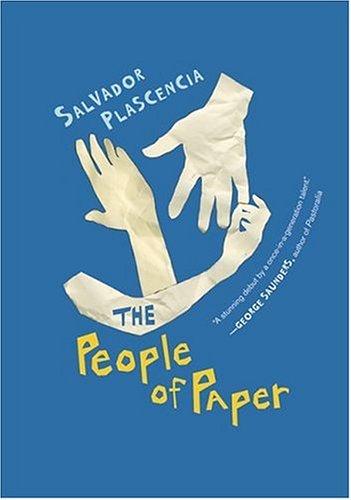 SALVADOR
PLASCENCIA
"A stunning debut by a once-in-a-generation talent."
—GEORGE SAUNDERS, author of Pastoralia
THE
PEOPLE
OF PAPER